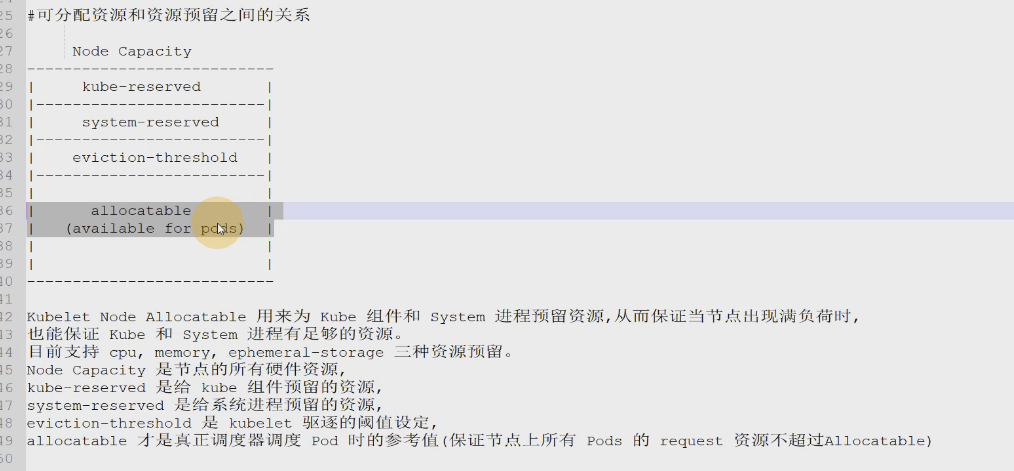 25 #可分配资源和资源预留之间的关系
26
27 Node Capacity
28 ---------------------------
29 | kube-reserved |
30 |-------------------------|
31 | system-reserved |
32 |-------------------------|
33 | eviction-threshold |
34 |-------------------------|
35 | |
36 | allocatable |
37 | (available for pods) |
38 | |
39 | |
40 ---------------------------
41
42 Kubelet Node Allocatable 用来为 Kube 组件和 System 进程预留资源,从而保证当节点出现满负荷时,
43 也能保证 Kube 和 System 进程有足够的资源。
44 目前支持 cpu, memory, ephemeral-storage 三种资源预留。
45 Node Capacity 是节点的所有硬件资源,
46 kube-reserved 是给 kube 组件预留的资源,
47 system-reserved 是给系统进程预留的资源,
48 eviction-threshold 是 kubelet 驱逐的阈值设定,
49 allocatable 才是真正调度器调度 Pod 时的参考值(保证节点上所有 Pods 的 request 资源不超过Allocatable)
50